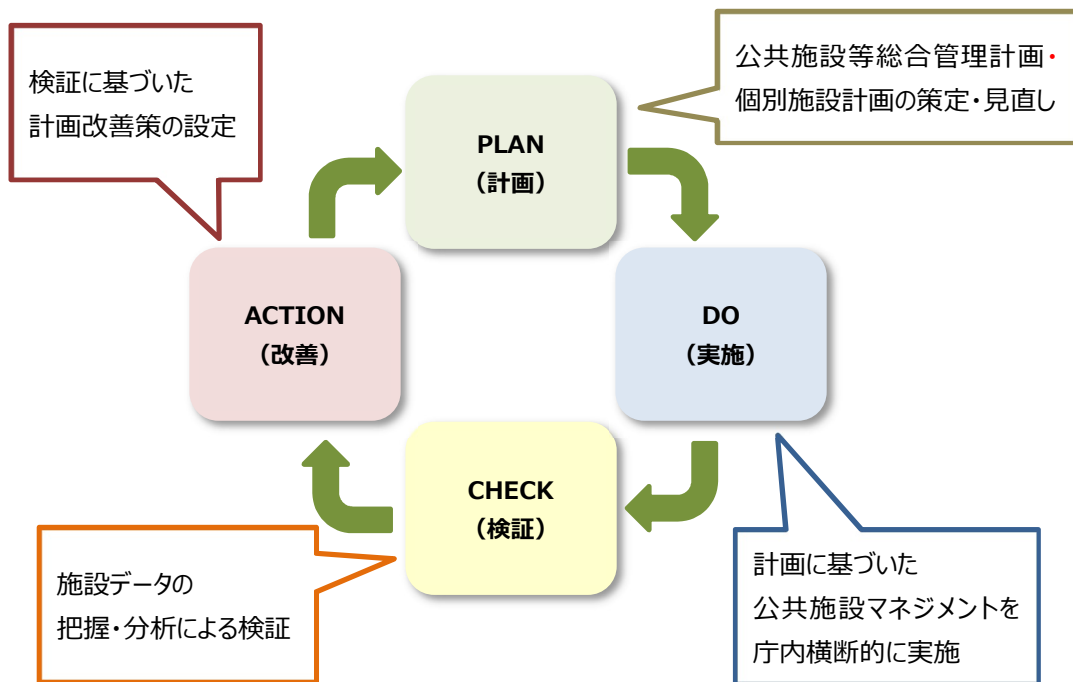 検証に基づいた
計画改善策の設定
公共施設等総合管理計画・
個別施設計画の策定・見直し
PLAN
（計画）
ACTION
（改善）
DO
（実施）
CHECK
（検証）
施設データの
把握・分析による検証
計画に基づいた
公共施設マネジメントを
庁内横断的に実施